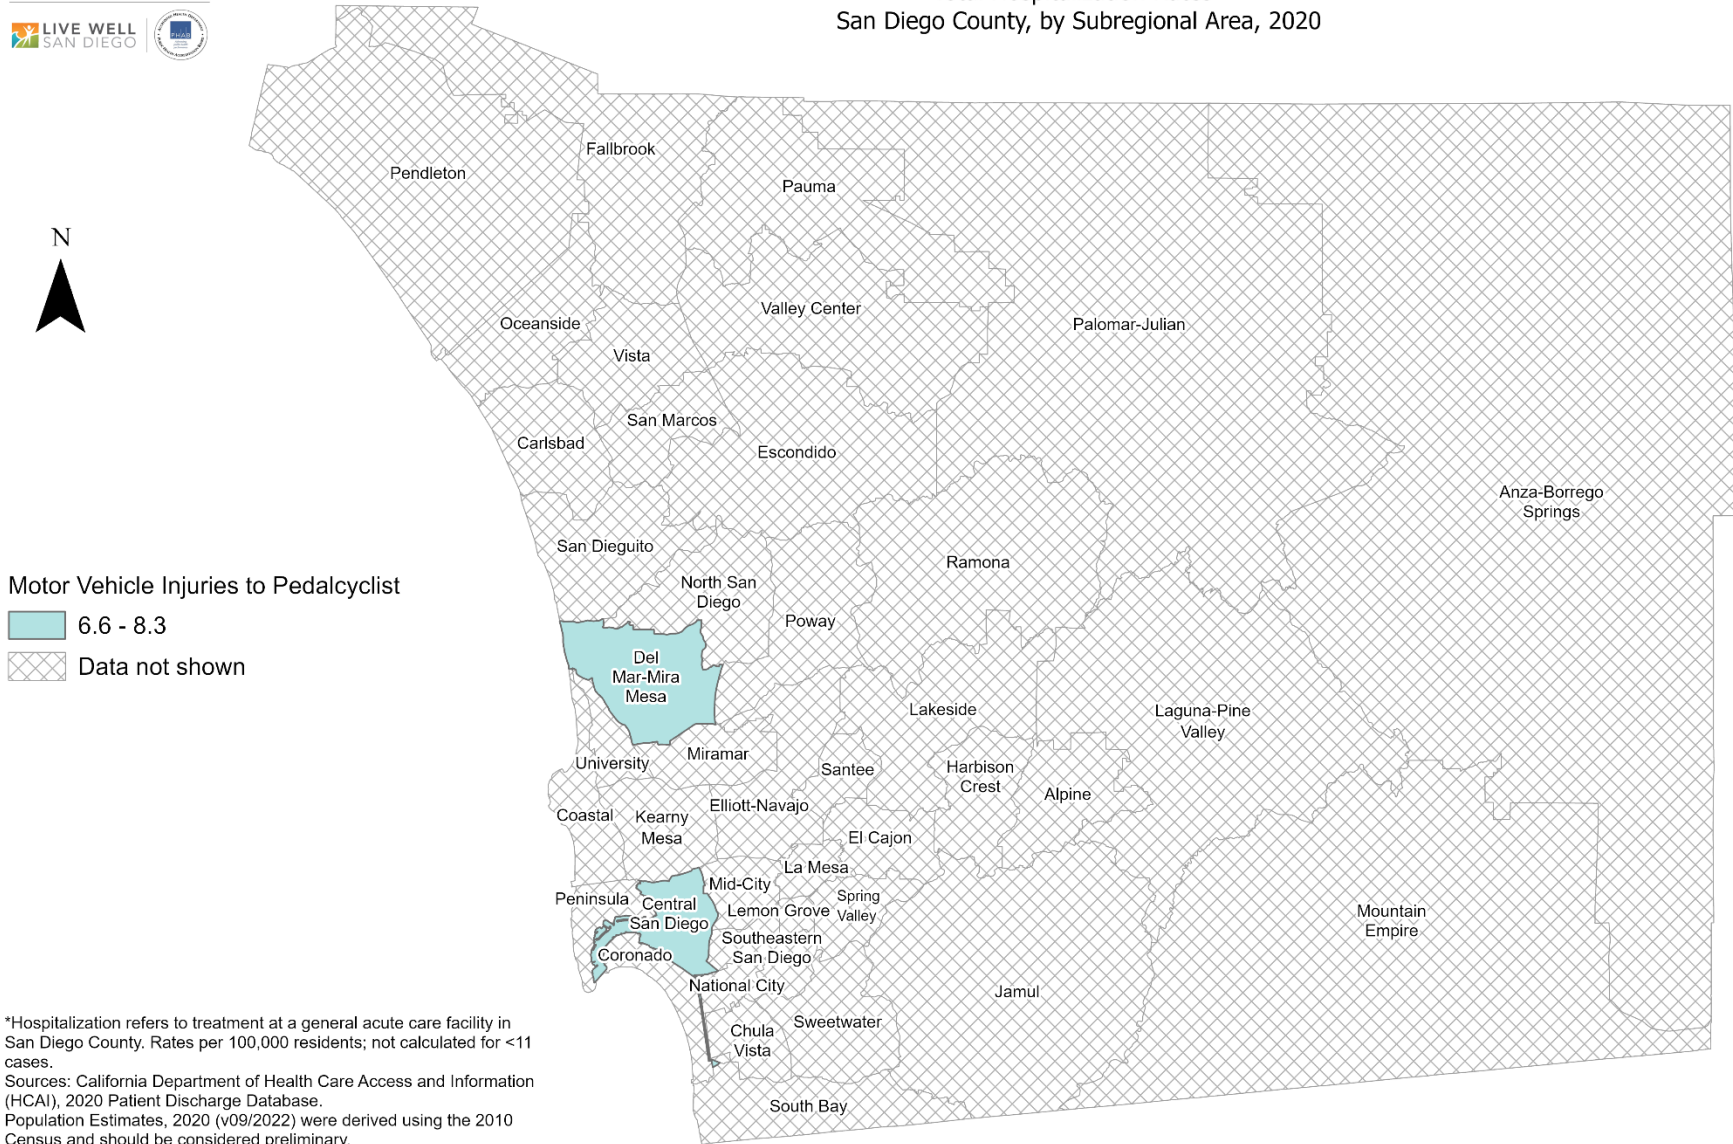 San Diego County, by Subregional Area, 2020
LIVE WELL
SAN DIEGO
PHAB
Fallbrook
Pendleton
Pauma
N
Valley Center
Oceanside
Palomar-Julian
Vista
San Marcos
Carlsbad
Escondido
Anza-Borrego
Springs
San Dieguito
Ramona
North San
Diego
Poway
Motor Vehicle Injuries to Pedalcyclist
6.6 - 8.3
Data not shown
Del
Mar-Mira
Mesa
Lakeside
Laguna-Pine
Valley
Miramar
University
Santee
Harbison
Crest
Alpine
Elliott-Navajo
Coastal
Kearny
Mesa
El Cajon
La Mesa
Mid-City
Peninsula
Central
San Diego
Lemon Grove
Spring
Valley
Mountain
Empire
Southeastern
San Diego
Coronado
National City
Jamul
Sweetwater
Chula
Vista
South Bay
*Hospitalization refers to treatment at a general acute care facility in
San Diego County. Rates per 100,000 residents; not calculated for <11
cases.
Sources: California Department of Health Care Access and Information
(HCAI), 2020 Patient Discharge Database.
Population Estimates, 2020 (v09/2022) were derived using the 2010
Census and should be considered preliminary.